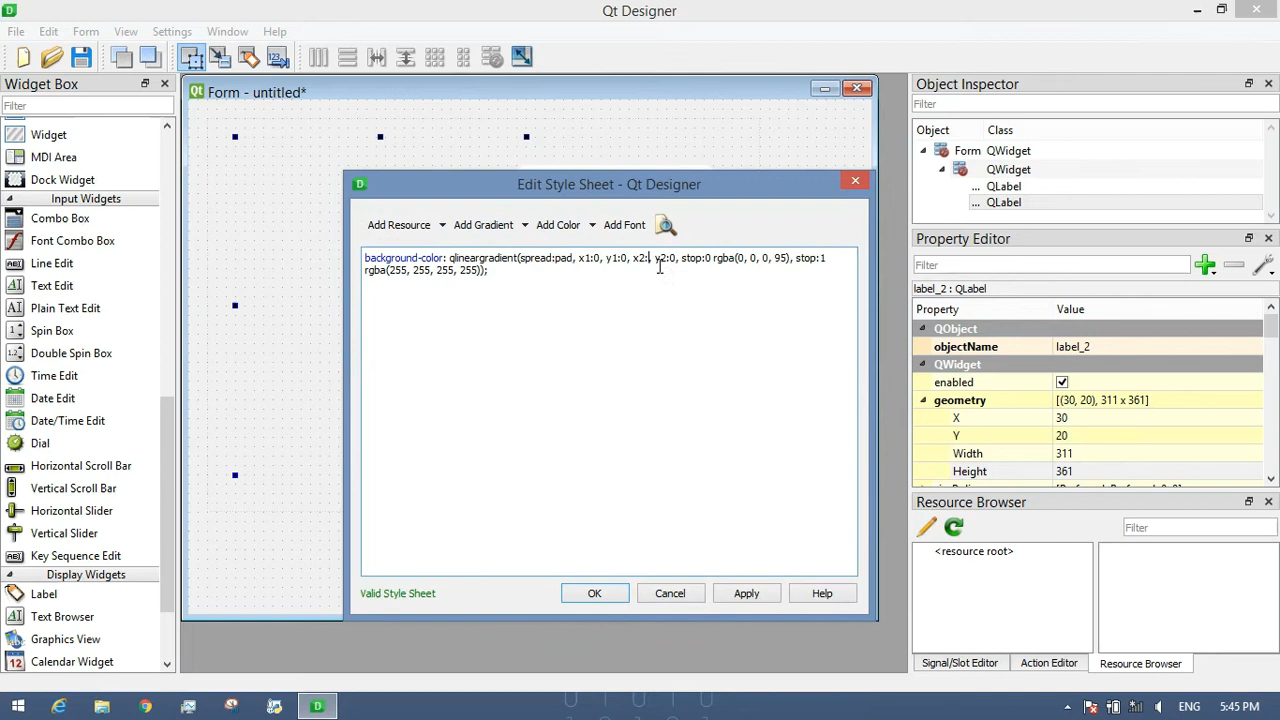 Qt Designer
File Edit Form View Settings Window Help
Widget Box
Filter
Widget
MDI Area
Dock Widget
Input Widgets
Combo Box
Font Combo Box
Line Edit
Text Edit
Plain Text Edit
Spin Box
Double Spin Box
Time Edit
Date Edit
Date/Time Edit
Dial
Horizontal Scroll Bar
Vertical Scroll Bar
Horizontal Slider
Vertical Slider
Key Sequence Edit
Display Widgets
Label
Text Browser
Graphics View
Calendar Widget
Form - untitled*
Edit Style Sheet - Qt Designer
Add Resource Add Gradient Add Color Add Font
background-color: qlineargradient(spread:pad, x1:0, y1:0, x2:, y2:0, stop:0 rgba(0, 0, 0, 95), stop:1
rgba(255, 255, 255, 255));
Valid Style Sheet OK Cancel Apply Help
Object Inspector
Filter
Object Class
Form QWidget
QWidget
... QLabel
... QLabel
Property Editor
Filter
label_2 : QLabel
Property Value
QObject
objectName label_2
QWidget
enabled
geometry [(30, 20), 311 x 361]
X 30
Y 20
Width 311
Height 361
Resource Browser
Filter
<resource root>
Signal/Slot Editor Action Editor Resource Browser
ENG 5:45 PM